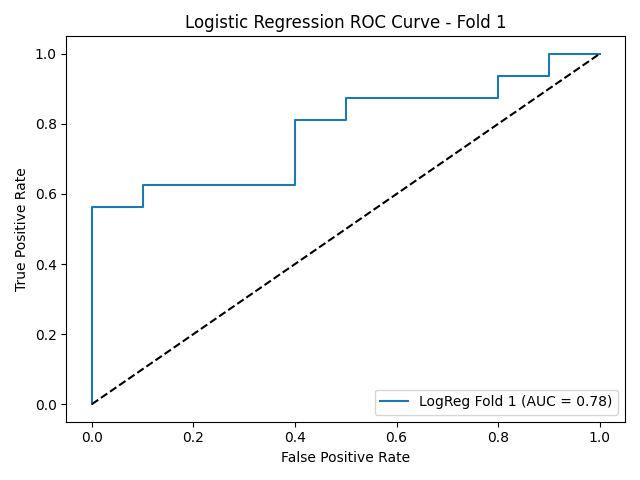 Logistic Regression ROC Curve - Fold 1
True Positive Rate
1.0
0.8
0.6
0.4
0.2
0.0
0.0 0.2 0.4 0.6 0.8 1.0
False Positive Rate
LogReg Fold 1 (AUC = 0.78)